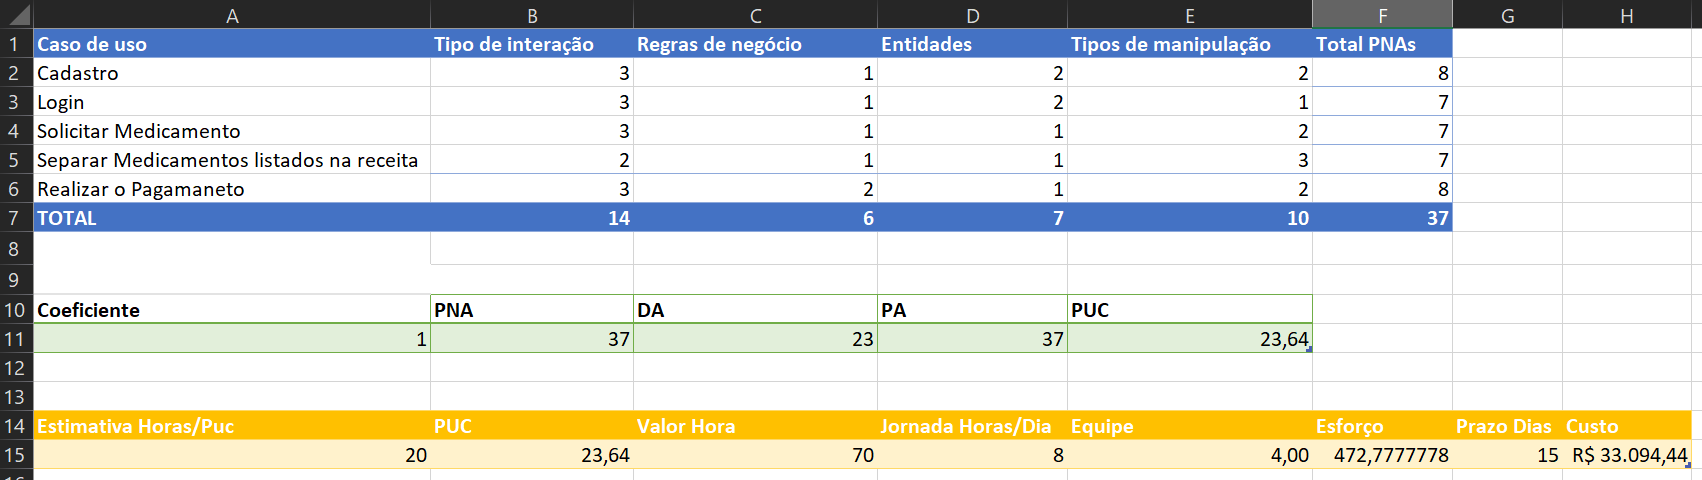 A B C D E F G H
1 Caso de uso Tipo de interação Regras de negócio Entidades Tipos de manipulação Total PNAs
2 Cadastro 3 1 2 2 8
3 Login 3 1 2 1 7
4 Solicitar Medicamento 3 1 1 2 7
5 Separar Medicamentos listados na receita 2 1 1 3 7
6 Realizar o Pagamaneto 3 2 1 2 8
7 TOTAL 14 6 7 10 37
8
9
10 Coeficiente PNA DA PA PUC
11 1 37 23 37 23,64
12
13
14 Estimativa Horas/Puc PUC Valor Hora Jornada Horas/Dia Equipe Esforço Prazo Dias Custo
15 20 23,64 70 8 4,00 472,7777778 15 R$ 33.094,44